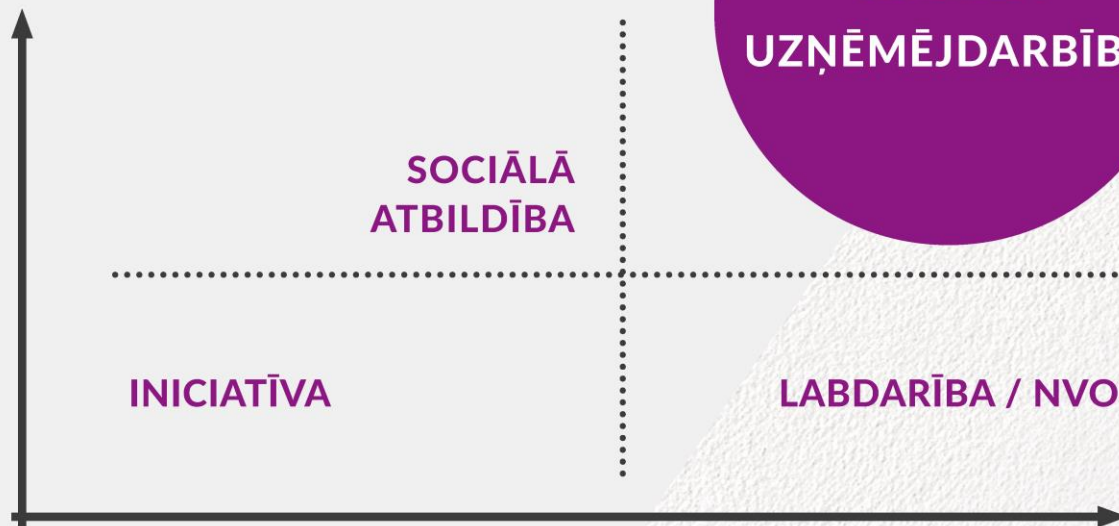 UZŅĒMĒJDARBĪB
SOCIĀLĀ
ATBILDĪBA
INICIATĪVA
LABDARĪBA / NVO